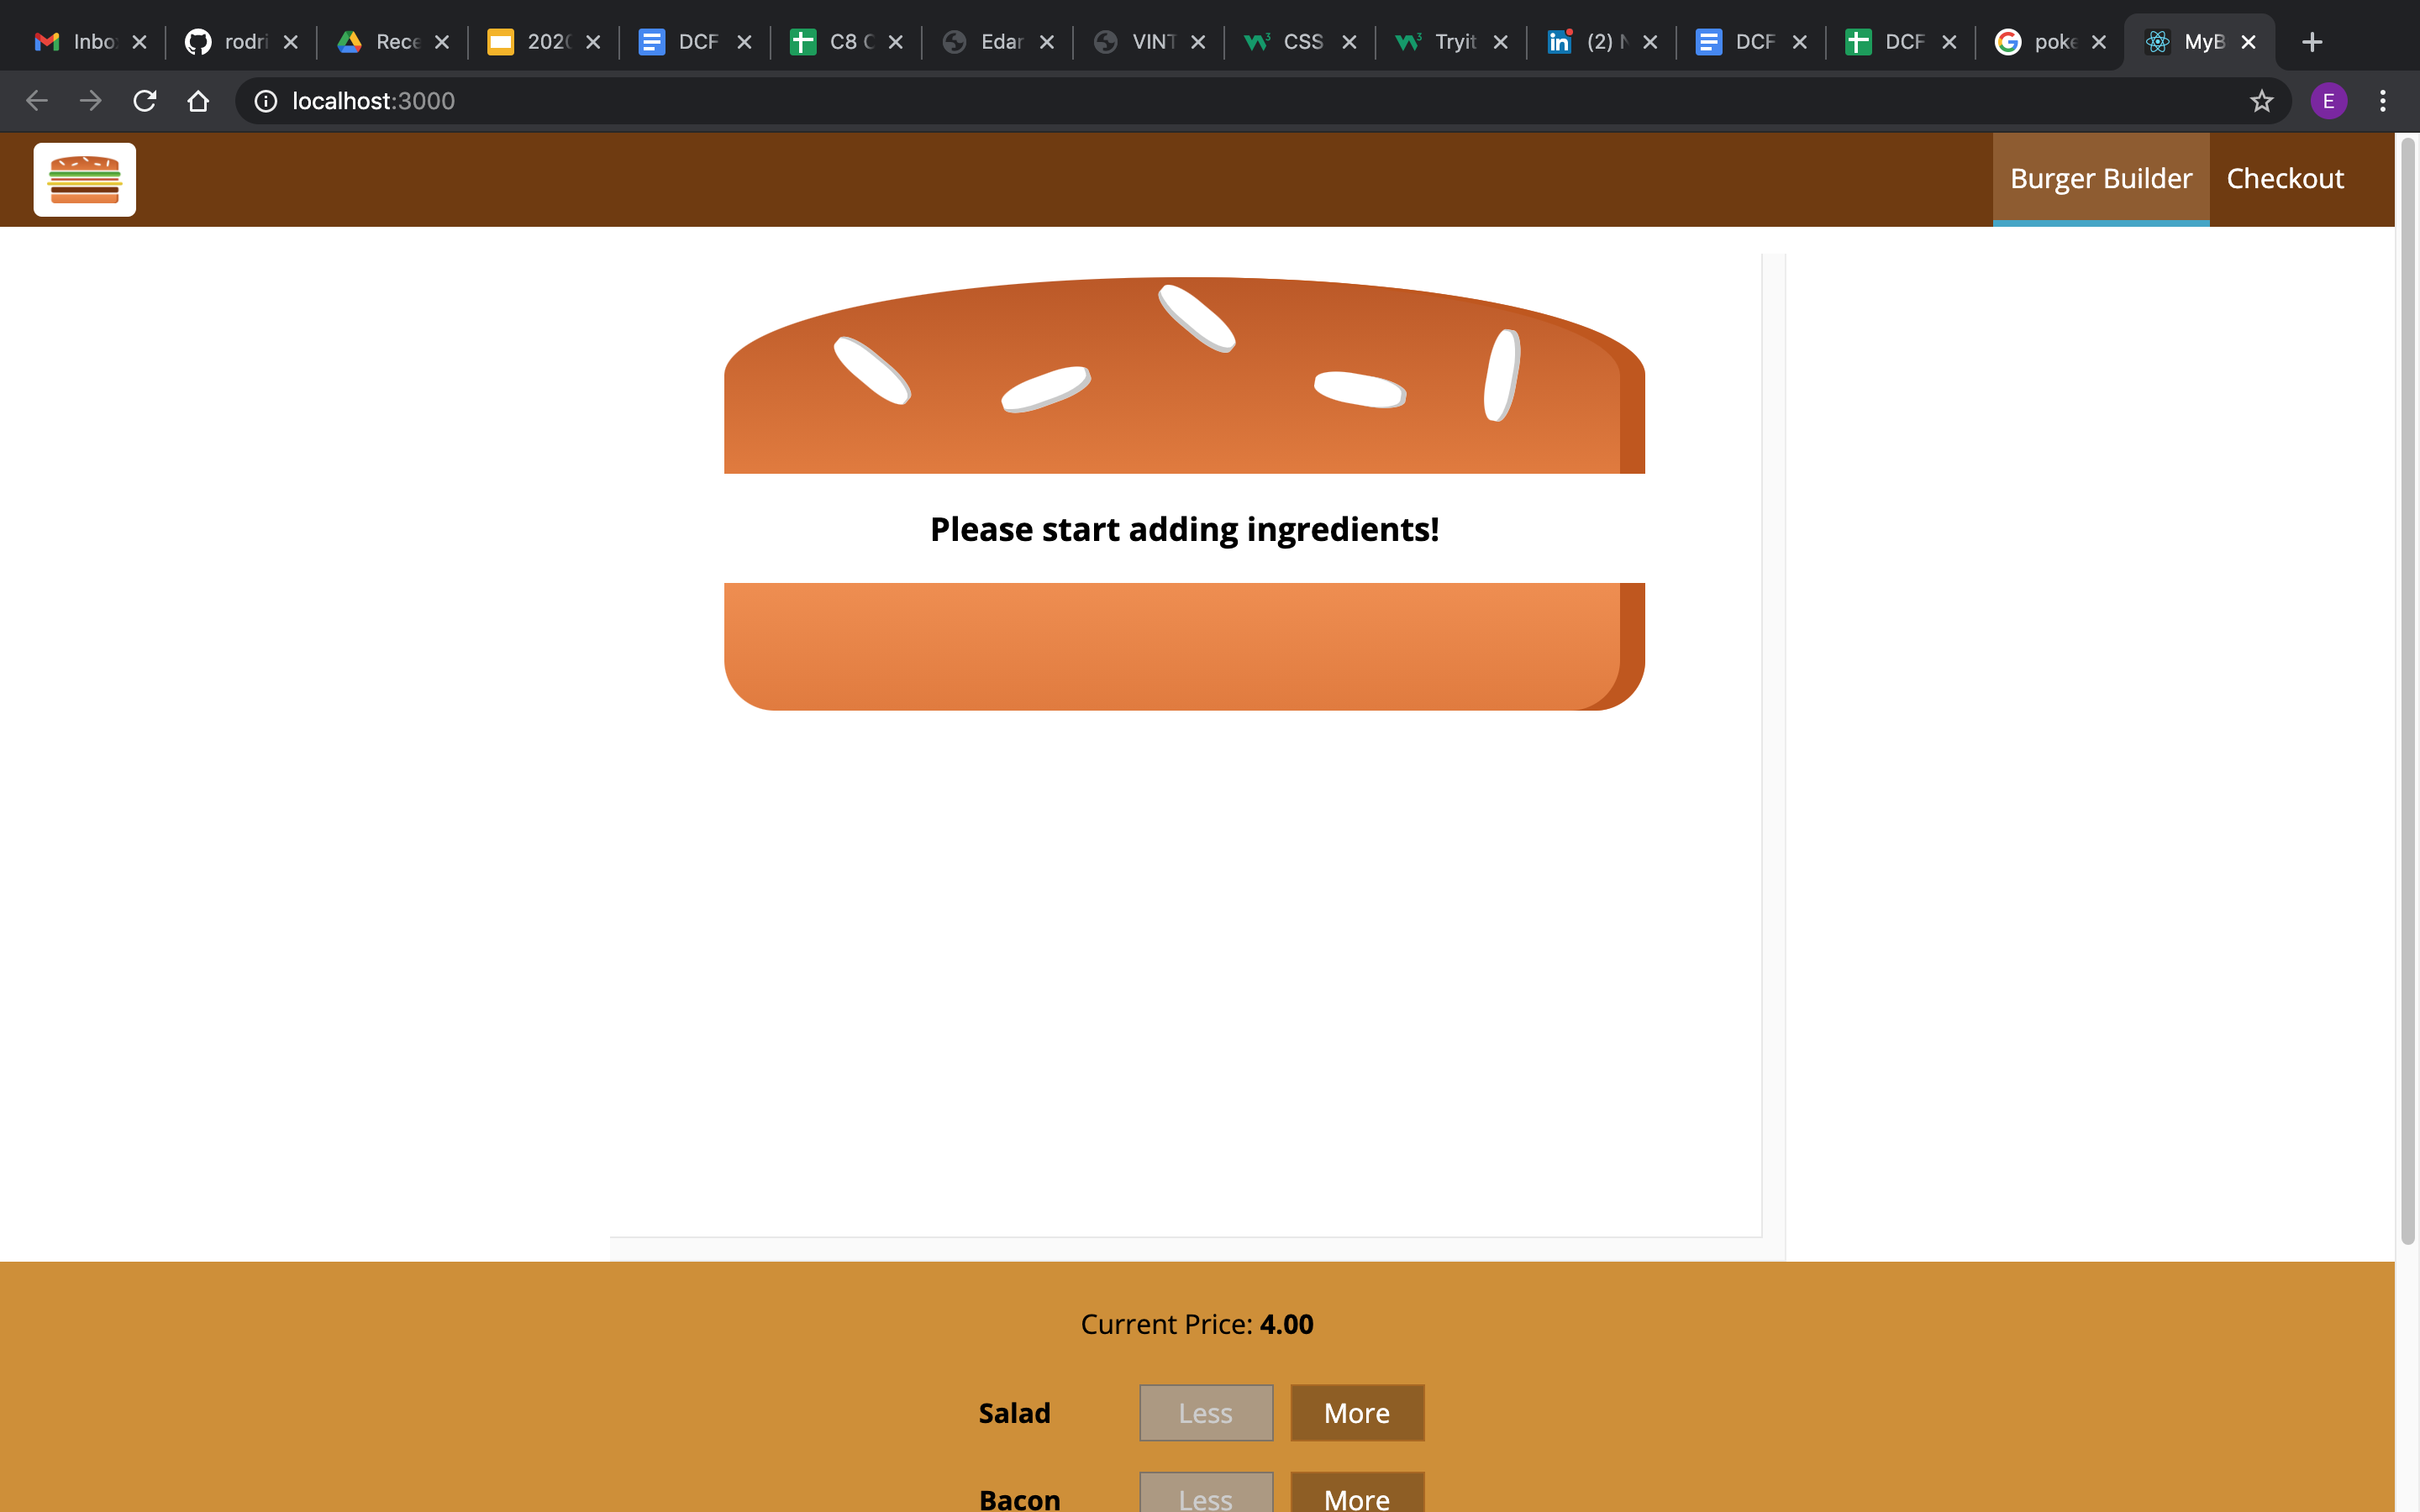 Inbo rodri Rece 202 DCF C8 C Edar VINT CSS Tryit (2) N DCF DCF poke MyB
localhost:3000
Burger Builder Checkout
Please start adding ingredients!
Current Price: 4.00
Salad Less More
Bacon Less More